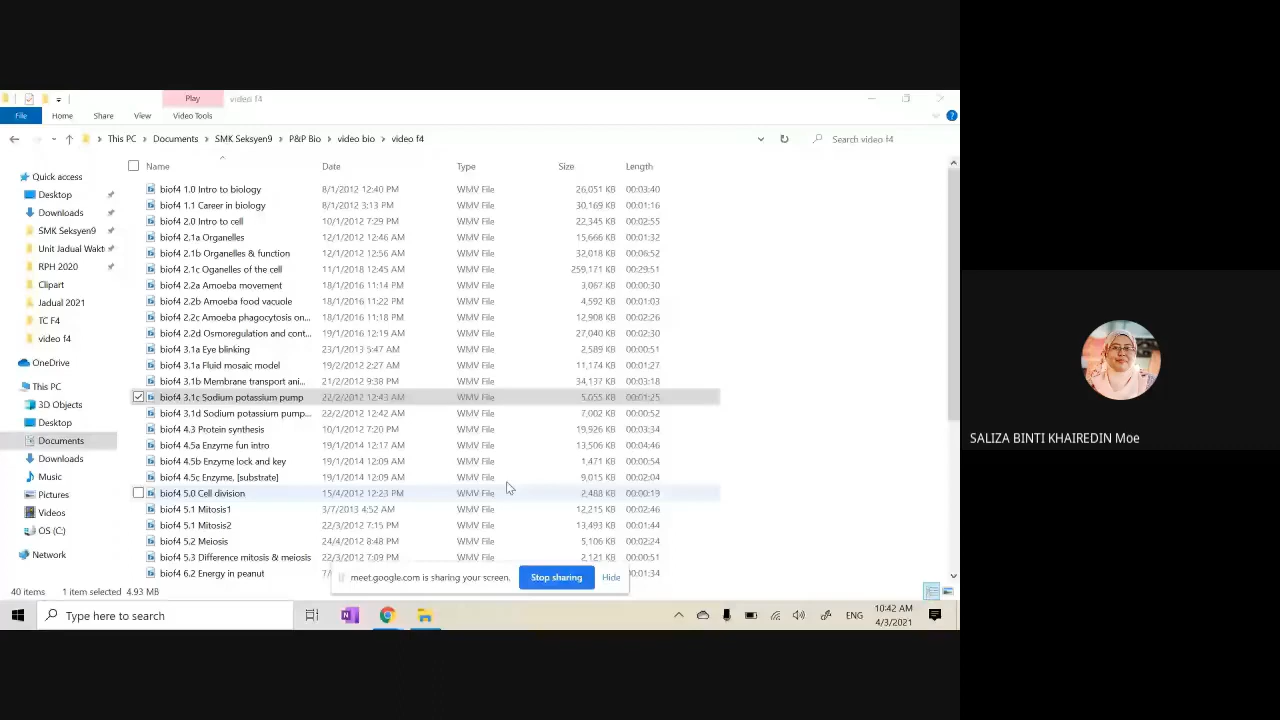 Play video f4
File Home Share View Video Tools
This PC > Documents > SMK Seksyen9 > P&P Bio > video bio > video f4 Search video f4
Name Date Type Size Length
Quick access
Desktop
Downloads
SMK Seksyen9
Unit Jadual Wakt
RPH 2020
Clipart
Jadual 2021
TC F4
video f4
OneDrive
This PC
3D Objects
Desktop
Documents
Downloads
Music
Pictures
Videos
OS (C:)
Network
biof4 1.0 Intro to biology 8/1/2012 12:40 PM WMV File 26,051 KB 00:03:40
biof4 1.1 Career in biology 8/1/2012 3:13 PM WMV File 30,169 KB 00:01:16
biof4 2.0 Intro to cell 10/1/2012 7:29 PM WMV File 22,345 KB 00:02:55
biof4 2.1a Organelles 12/1/2012 12:46 AM WMV File 15,666 KB 00:01:32
biof4 2.1b Organelles & function 12/1/2012 12:56 AM WMV File 32,018 KB 00:06:52
biof4 2.1c Oganelles of the cell 11/1/2018 12:45 AM WMV File 259,171 KB 00:29:51
biof4 2.2a Amoeba movement 18/1/2016 11:14 PM WMV File 3,067 KB 00:00:30
biof4 2.2b Amoeba food vacuole 18/1/2016 11:22 PM WMV File 4,592 KB 00:01:03
biof4 2.2c Amoeba phagocytosis on... 18/1/2016 11:18 PM WMV File 12,908 KB 00:02:26
biof4 2.2d Osmoregulation and cont... 19/1/2016 12:19 AM WMV File 27,040 KB 00:02:30
biof4 3.1a Eye blinking 23/1/2013 5:47 AM WMV File 2,589 KB 00:00:51
biof4 3.1a Fluid mosaic model 19/2/2012 2:27 AM WMV File 11,174 KB 00:01:27
biof4 3.1b Membrane transport ani... 21/2/2012 9:38 PM WMV File 34,137 KB 00:03:18
biof4 3.1c Sodium potassium pump 22/2/2012 12:43 AM WMV File 5,055 KB 00:01:25
biof4 3.1d Sodium potassium pump... 22/2/2012 12:42 AM WMV File 7,002 KB 00:00:52
biof4 4.3 Protein synthesis 10/1/2012 7:20 PM WMV File 19,926 KB 00:03:34
biof4 4.5a Enzyme fun intro 19/1/2014 12:17 AM WMV File 13,506 KB 00:04:46
biof4 4.5b Enzyme lock and key 19/1/2014 12:09 AM WMV File 1,471 KB 00:00:54
biof4 4.5c Enzyme, [substrate] 19/1/2014 12:09 AM WMV File 9,015 KB 00:02:04
biof4 5.0 Cell division 15/4/2012 12:23 PM WMV File 2,488 KB 00:00:19
biof4 5.1 Mitosis1 3/7/2013 4:52 AM WMV File 12,215 KB 00:02:46
biof4 5.1 Mitosis2 22/3/2012 7:15 PM WMV File 13,493 KB 00:01:44
biof4 5.2 Meiosis 24/2/2012 8:48 PM WMV File 5,106 KB 00:02:24
biof4 5.3 Difference mitosis & meiosis 22/3/2012 7:09 PM WMV File 2,121 KB 00:00:51
biof4 6.2 Energy in peanut 00:01:34
meet.google.com is sharing your screen. Stop sharing Hide
40 items 1 item selected 4.93 MB
Type here to search ENG 10:42 AM
4/3/2021
SALIZA BINTI KHAIREDIN Moe